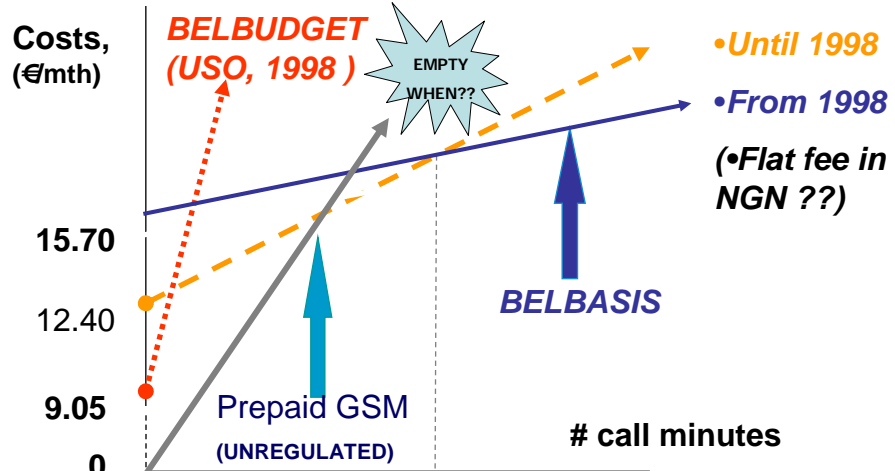 Costs,
(€/mth)
BELBUDGET
(USO, 1998 )
EMPTY
WHEN??
•Until 1998
•From 1998
(•Flat fee in
NGN ??)
15.70
12.40
9.05
0
BELBASIS
Prepaid GSM
(UNREGULATED)
# call minutes